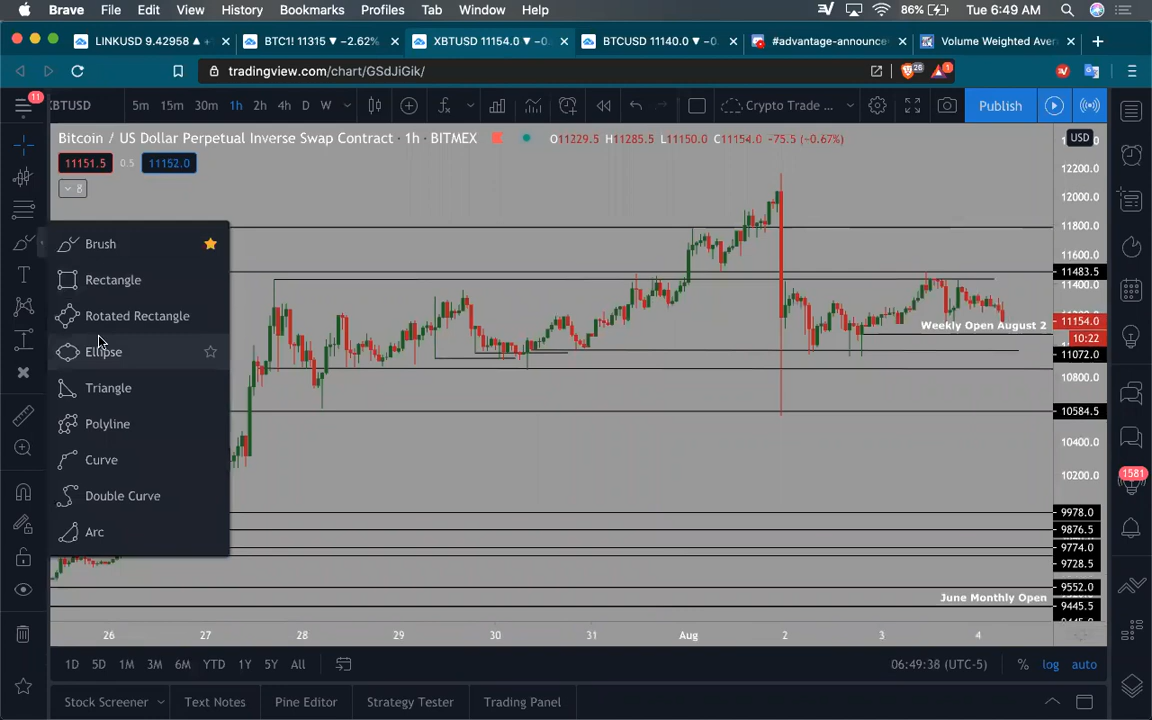 Brave File Edit View History Bookmarks Profiles Tab Window Help 86% Tue 6:49 AM
LINKUSD 9.42958 ▲ + BTC1! 11315 ▼ −2.62% XBTUSD 11154.0 ▼ −0. BTCUSD 11140.0 ▼ −0 #advantage-announce Volume Weighted Aver
tradingview.com/chart/GSdJiGik/ 26 1
11 XBTUSD 5m 15m 30m 1h 2h 4h D W Crypto Trade ... Publish
Bitcoin / US Dollar Perpetual Inverse Swap Contract · 1h · BITMEX O11229.5 H11285.5 L11150.0 C11154.0 −75.5 (−0.67%) USD
11151.5 0.5 11152.0
8
Brush
Rectangle
Rotated Rectangle
Ellipse
Triangle
Polyline
Curve
Double Curve
Arc
12200.0
12000.0
11800.0
11600.0
11483.5
11400.0
11154.0
Weekly Open August 2
10:22
11072.0
10800.0
10584.5
10400.0
10200.0
1581
9978.0
9876.5
9774.0
9728.5
9552.0
June Monthly Open
9445.5
26 27 28 29 30 31 Aug 2 3 4
1D 5D 1M 3M 6M YTD 1Y 5Y All 06:49:38 (UTC-5) % log auto
Stock Screener Text Notes Pine Editor Strategy Tester Trading Panel